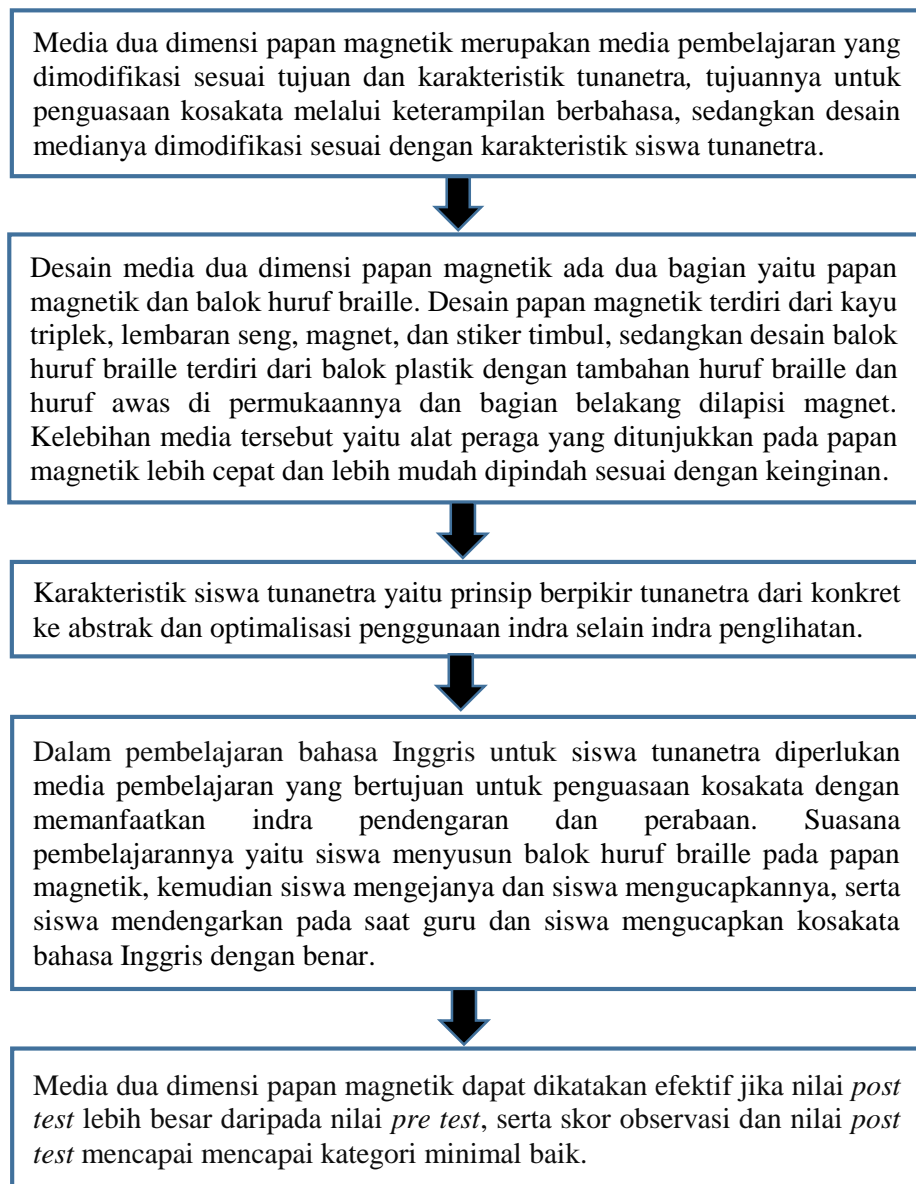 Media dua dimensi papan magnetik merupakan media pembelajaran yang
dimodifikasi sesuai tujuan dan karakteristik tunanetra, tujuannya untuk
penguasaan kosakata melalui keterampilan berbahasa, sedangkan desain
medianya dimodifikasi sesuai dengan karakteristik siswa tunanetra.
Desain media dua dimensi papan magnetik ada dua bagian yaitu papan
magnetik dan balok huruf braille. Desain papan magnetik terdiri dari kayu
triplek, lembaran seng, magnet, dan stiker timbul, sedangkan desain balok
huruf braille terdiri dari balok plastik dengan tambahan huruf braille dan
huruf awas di permukaannya dan bagian belakang dilapisi magnet.
Kelebihan media tersebut yaitu alat peraga yang ditunjukkan pada papan
magnetik lebih cepat dan lebih mudah dipindah sesuai dengan keinginan.
Karakteristik siswa tunanetra yaitu prinsip berpikir tunanetra dari konkret
ke abstrak dan optimalisasi penggunaan indra selain indra penglihatan.
Dalam pembelajaran bahasa Inggris untuk siswa tunanetra diperlukan
media pembelajaran yang bertujuan untuk penguasaan kosakata dengan
memanfaatkan indra pendengaran dan perabaan. Suasana
pembelajarannya yaitu siswa menyusun balok huruf braille pada papan
magnetik, kemudian siswa mengejanya dan siswa mengucapkannya, serta
siswa mendengarkan pada saat guru dan siswa mengucapkan kosakata
bahasa Inggris dengan benar.
Media dua dimensi papan magnetik dapat dikatakan efektif jika nilai post
test lebih besar daripada nilai pre test, serta skor observasi dan nilai post
test mencapai mencapai kategori minimal baik.